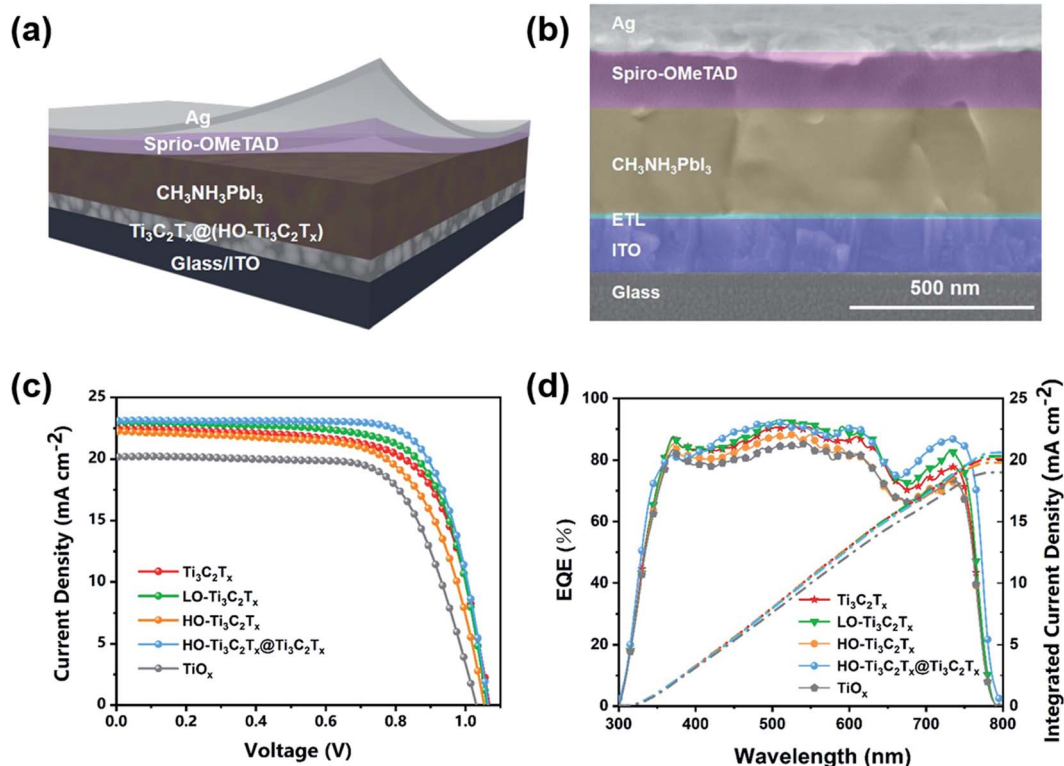 (a)
Ag
Sprio-OMeTAD
CH₃NH₃PbI₃
Ti₃C₂Tₓ@(HO-Ti₃C₂Tₓ)
Glass/ITO
(b)
Ag
Spiro-OMeTAD
CH₃NH₃PbI₃
ETL
ITO
Glass
500 nm
(c)
Current Density (mA cm⁻²)
25
20
15
10
5
0
Ti₃C₂Tₓ
LO-Ti₃C₂Tₓ
HO-Ti₃C₂Tₓ
HO-Ti₃C₂Tₓ@Ti₃C₂Tₓ
TiOₓ
0.0 0.2 0.4 0.6 0.8 1.0
Voltage (V)
(d)
EQE (%)
100
80
60
40
20
0
Ti₃C₂Tₓ
LO-Ti₃C₂Tₓ
HO-Ti₃C₂Tₓ
HO-Ti₃C₂Tₓ@Ti₃C₂Tₓ
TiOₓ
25
20
15
10
5
0
Integrated Current Density (mA cm⁻²)
300 400 500 600 700 800
Wavelength (nm)